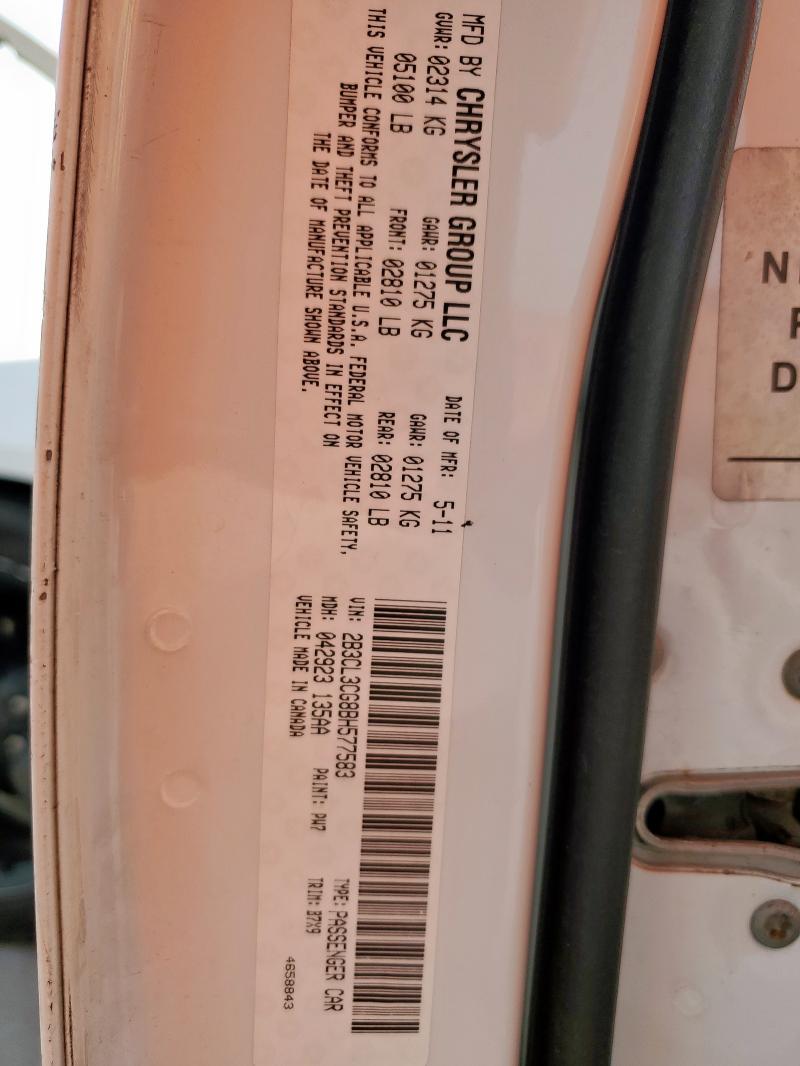 MFD BY CHRYSLER GROUP LLC
DATE OF MFR: 5-11
GVWR: 02314 KG
GAWR: 01275 KG
GAWR: 01275 KG
05100 LB
FRONT: 02810 LB
REAR: 02810 LB
THIS VEHICLE CONFORMS TO ALL APPLICABLE U.S.A. FEDERAL MOTOR VEHICLE SAFETY,
BUMPER AND THEFT PREVENTION STANDARDS IN EFFECT ON
THE DATE OF MANUFACTURE SHOWN ABOVE.
VIN: 2B3CL3CG8BH577583
TYPE: PASSENGER CAR
MDH: 042923 135AA
PAINT: PW7
TRIM: B7X9
VEHICLE MADE IN CANADA
4658843